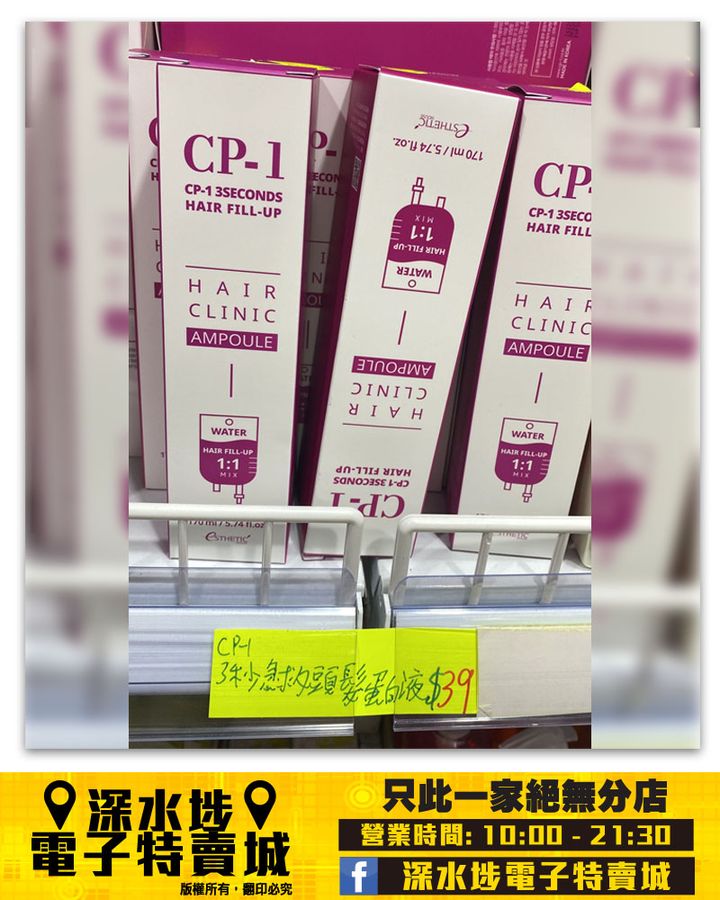 MADE IN KOREA
CP-1
CP-1 3SECONDS
HAIR FILL-UP
HAIR
CLINIC
AMPOULE
WATER
HAIR FILL-UP
1:1
MIX
170 ml / 5.74 fl.oz.
ESTHETIC
CP-1
CP-1 3SECONDS
HAIR FILL-UP
HAIR
CLINIC
AMPOULE
WATER
HAIR FILL-UP
1:1
MIX
170 ml / 5.74 fl.oz.
ESTHETIC
HOUSE
CP-
CP-1 3SECO
HAIR FILL
HAIR
CLINIC
AMPOULE
WATER
HAIR FILL-UP
1:1
MIX
ESTHETIC
CP-1
3秒急救頭髮蛋白液 $39
深水埗
電子特賣城
版權所有，翻印必究
只此一家絕無分店
營業時間: 10:00 - 21:30
f 深水埗電子特賣城